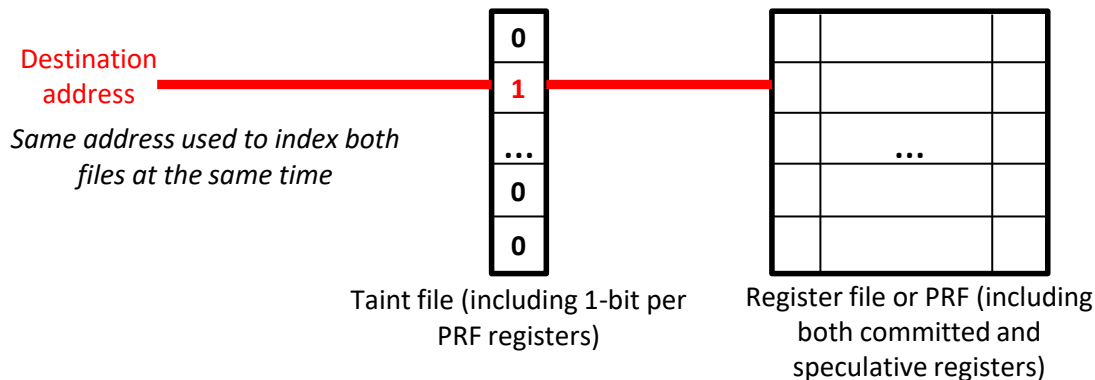 Destination
address
Same address used to index both
files at the same time
0
1
...
0
0
Taint file (including 1-bit per
PRF registers)
...
Register file or PRF (including
both committed and
speculative registers)